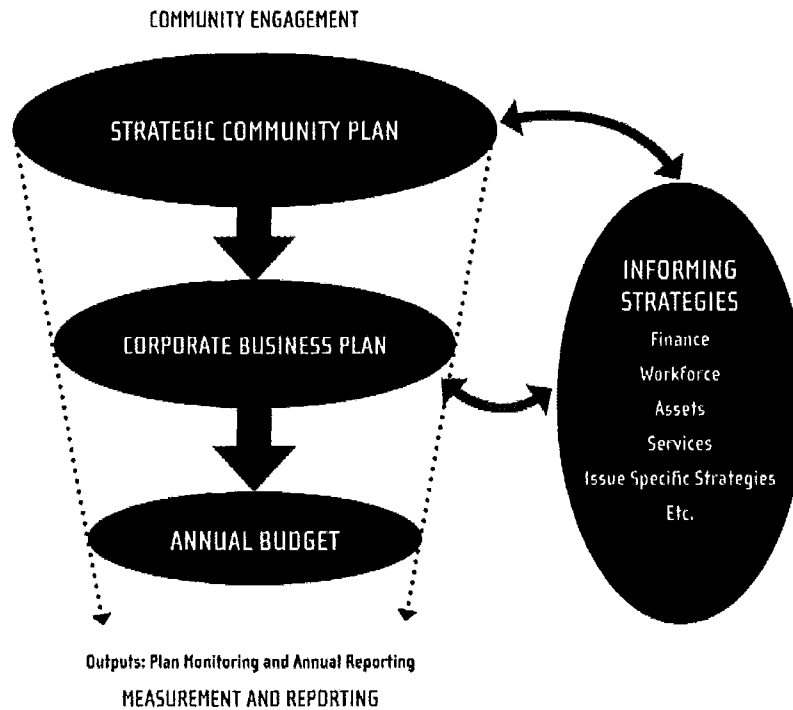 COMMUNITY ENGAGEMENT
STRATEGIC COMMUNITY PLAN
CORPORATE BUSINESS PLAN
ANNUAL BUDGET
INFORMING
STRATEGIES
Finance
Workforce
Assets
Services
Issue Specific Strategies
Etc.
Outputs: Plan Monitoring and Annual Reporting
MEASUREMENT AND REPORTING